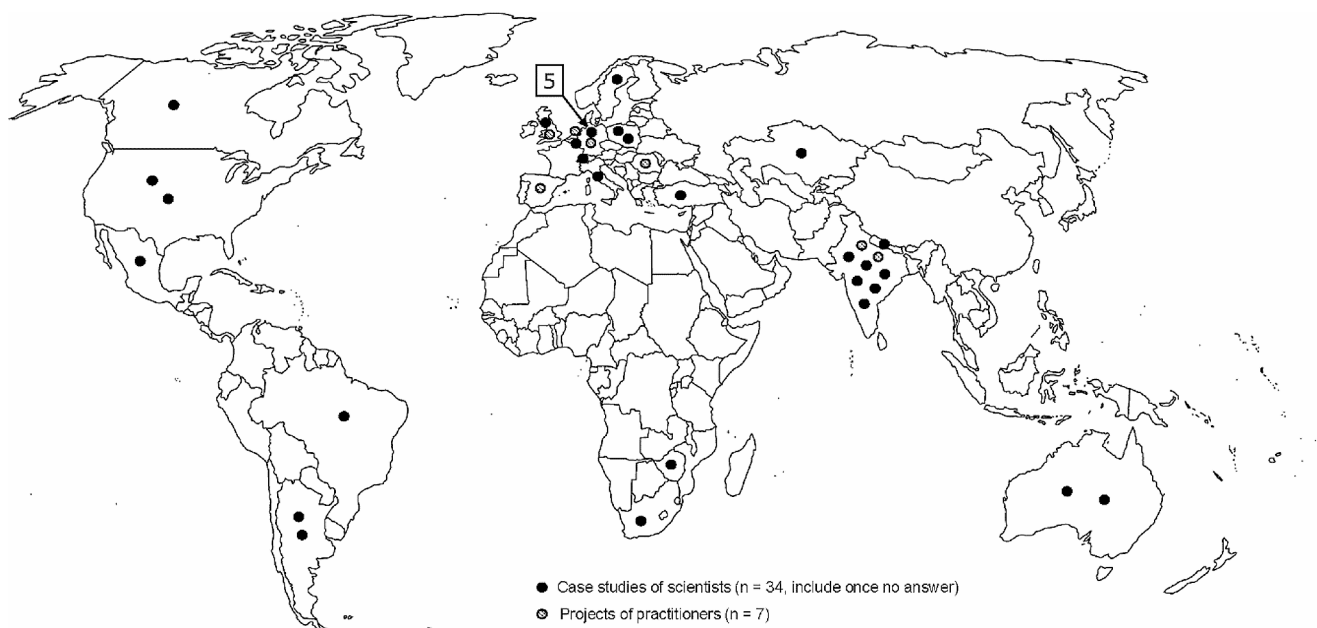 5
Case studies of scientists (n = 34, include once no answer)
Projects of practitioners (n = 7)